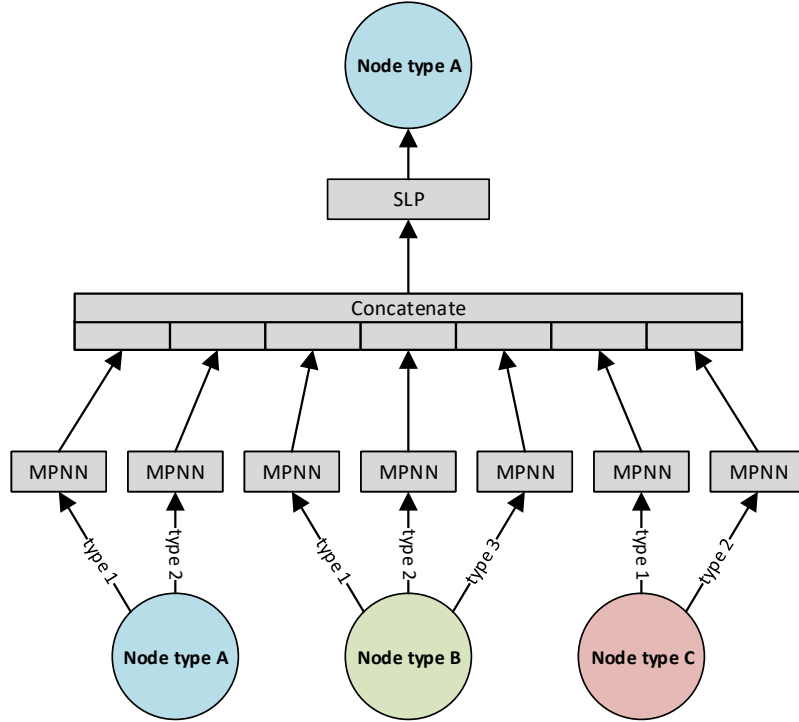 Node type A
SLP
Concatenate
MPNN MPNN MPNN MPNN MPNN MPNN MPNN
type 1 type 2 type 1 type 2 type 3 type 1 type 2
Node type A Node type B Node type C